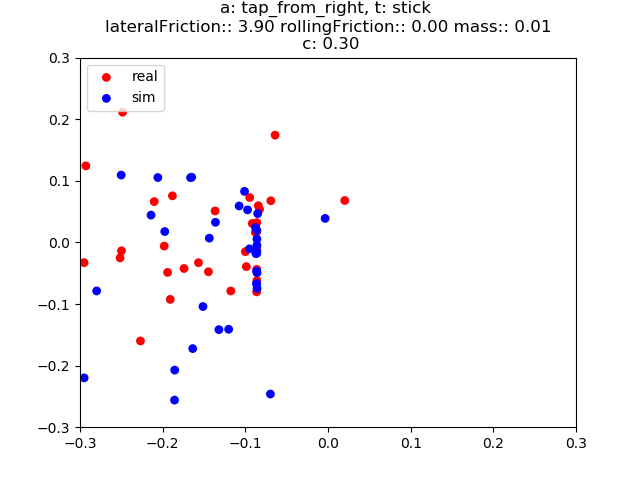 a: tap_from_right, t: stick
lateralFriction:: 3.90 rollingFriction:: 0.00 mass:: 0.01
c: 0.30
real
sim
0.3
0.2
0.1
0.0
−0.1
−0.2
−0.3
−0.3 −0.2 −0.1 0.0 0.1 0.2 0.3